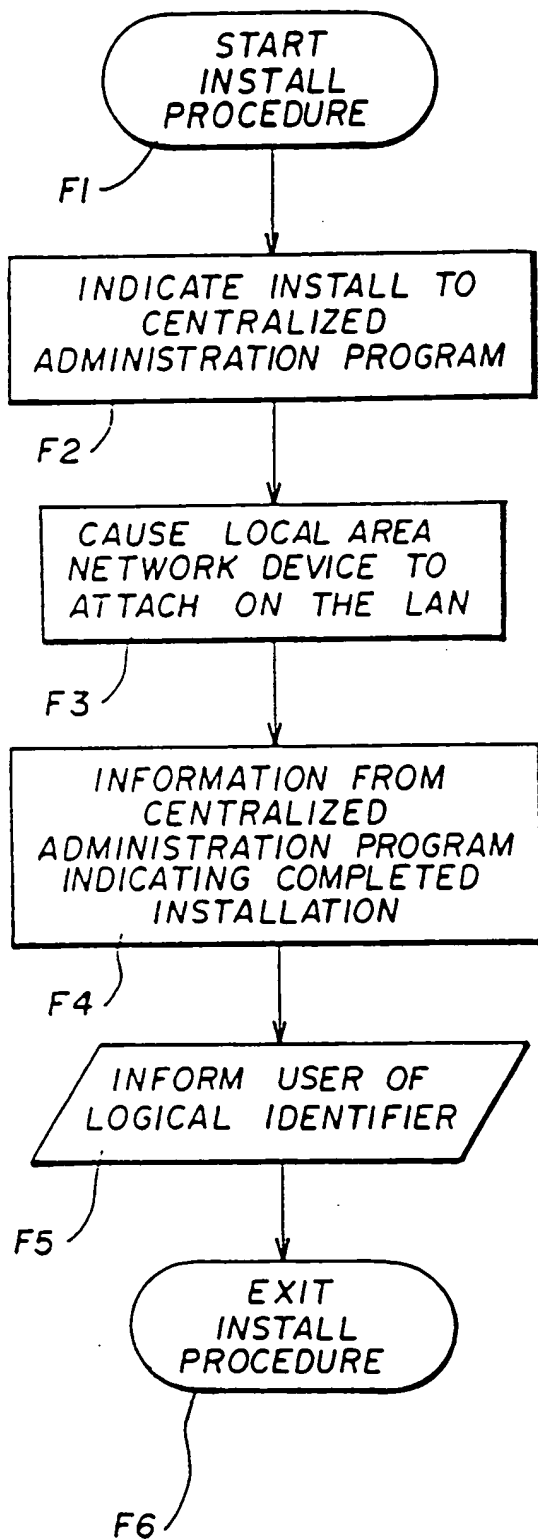 START
INSTALL
PROCEDURE
F1
INDICATE INSTALL TO
CENTRALIZED
ADMINISTRATION PROGRAM
F2
CAUSE LOCAL AREA
NETWORK DEVICE TO
ATTACH ON THE LAN
F3
INFORMATION FROM
CENTRALIZED
ADMINISTRATION PROGRAM
INDICATING COMPLETED
INSTALLATION
F4
INFORM USER OF
LOGICAL IDENTIFIER
F5
EXIT
INSTALL
PROCEDURE
F6